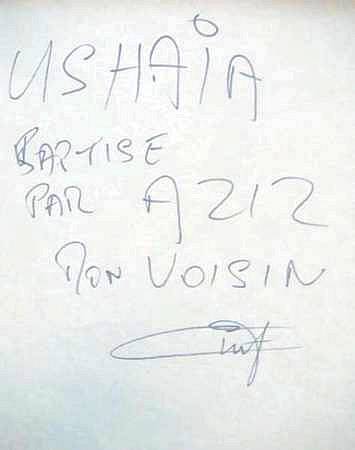 USHAÏA
BAPTISE
PAR AZIZ
MON VOISIN